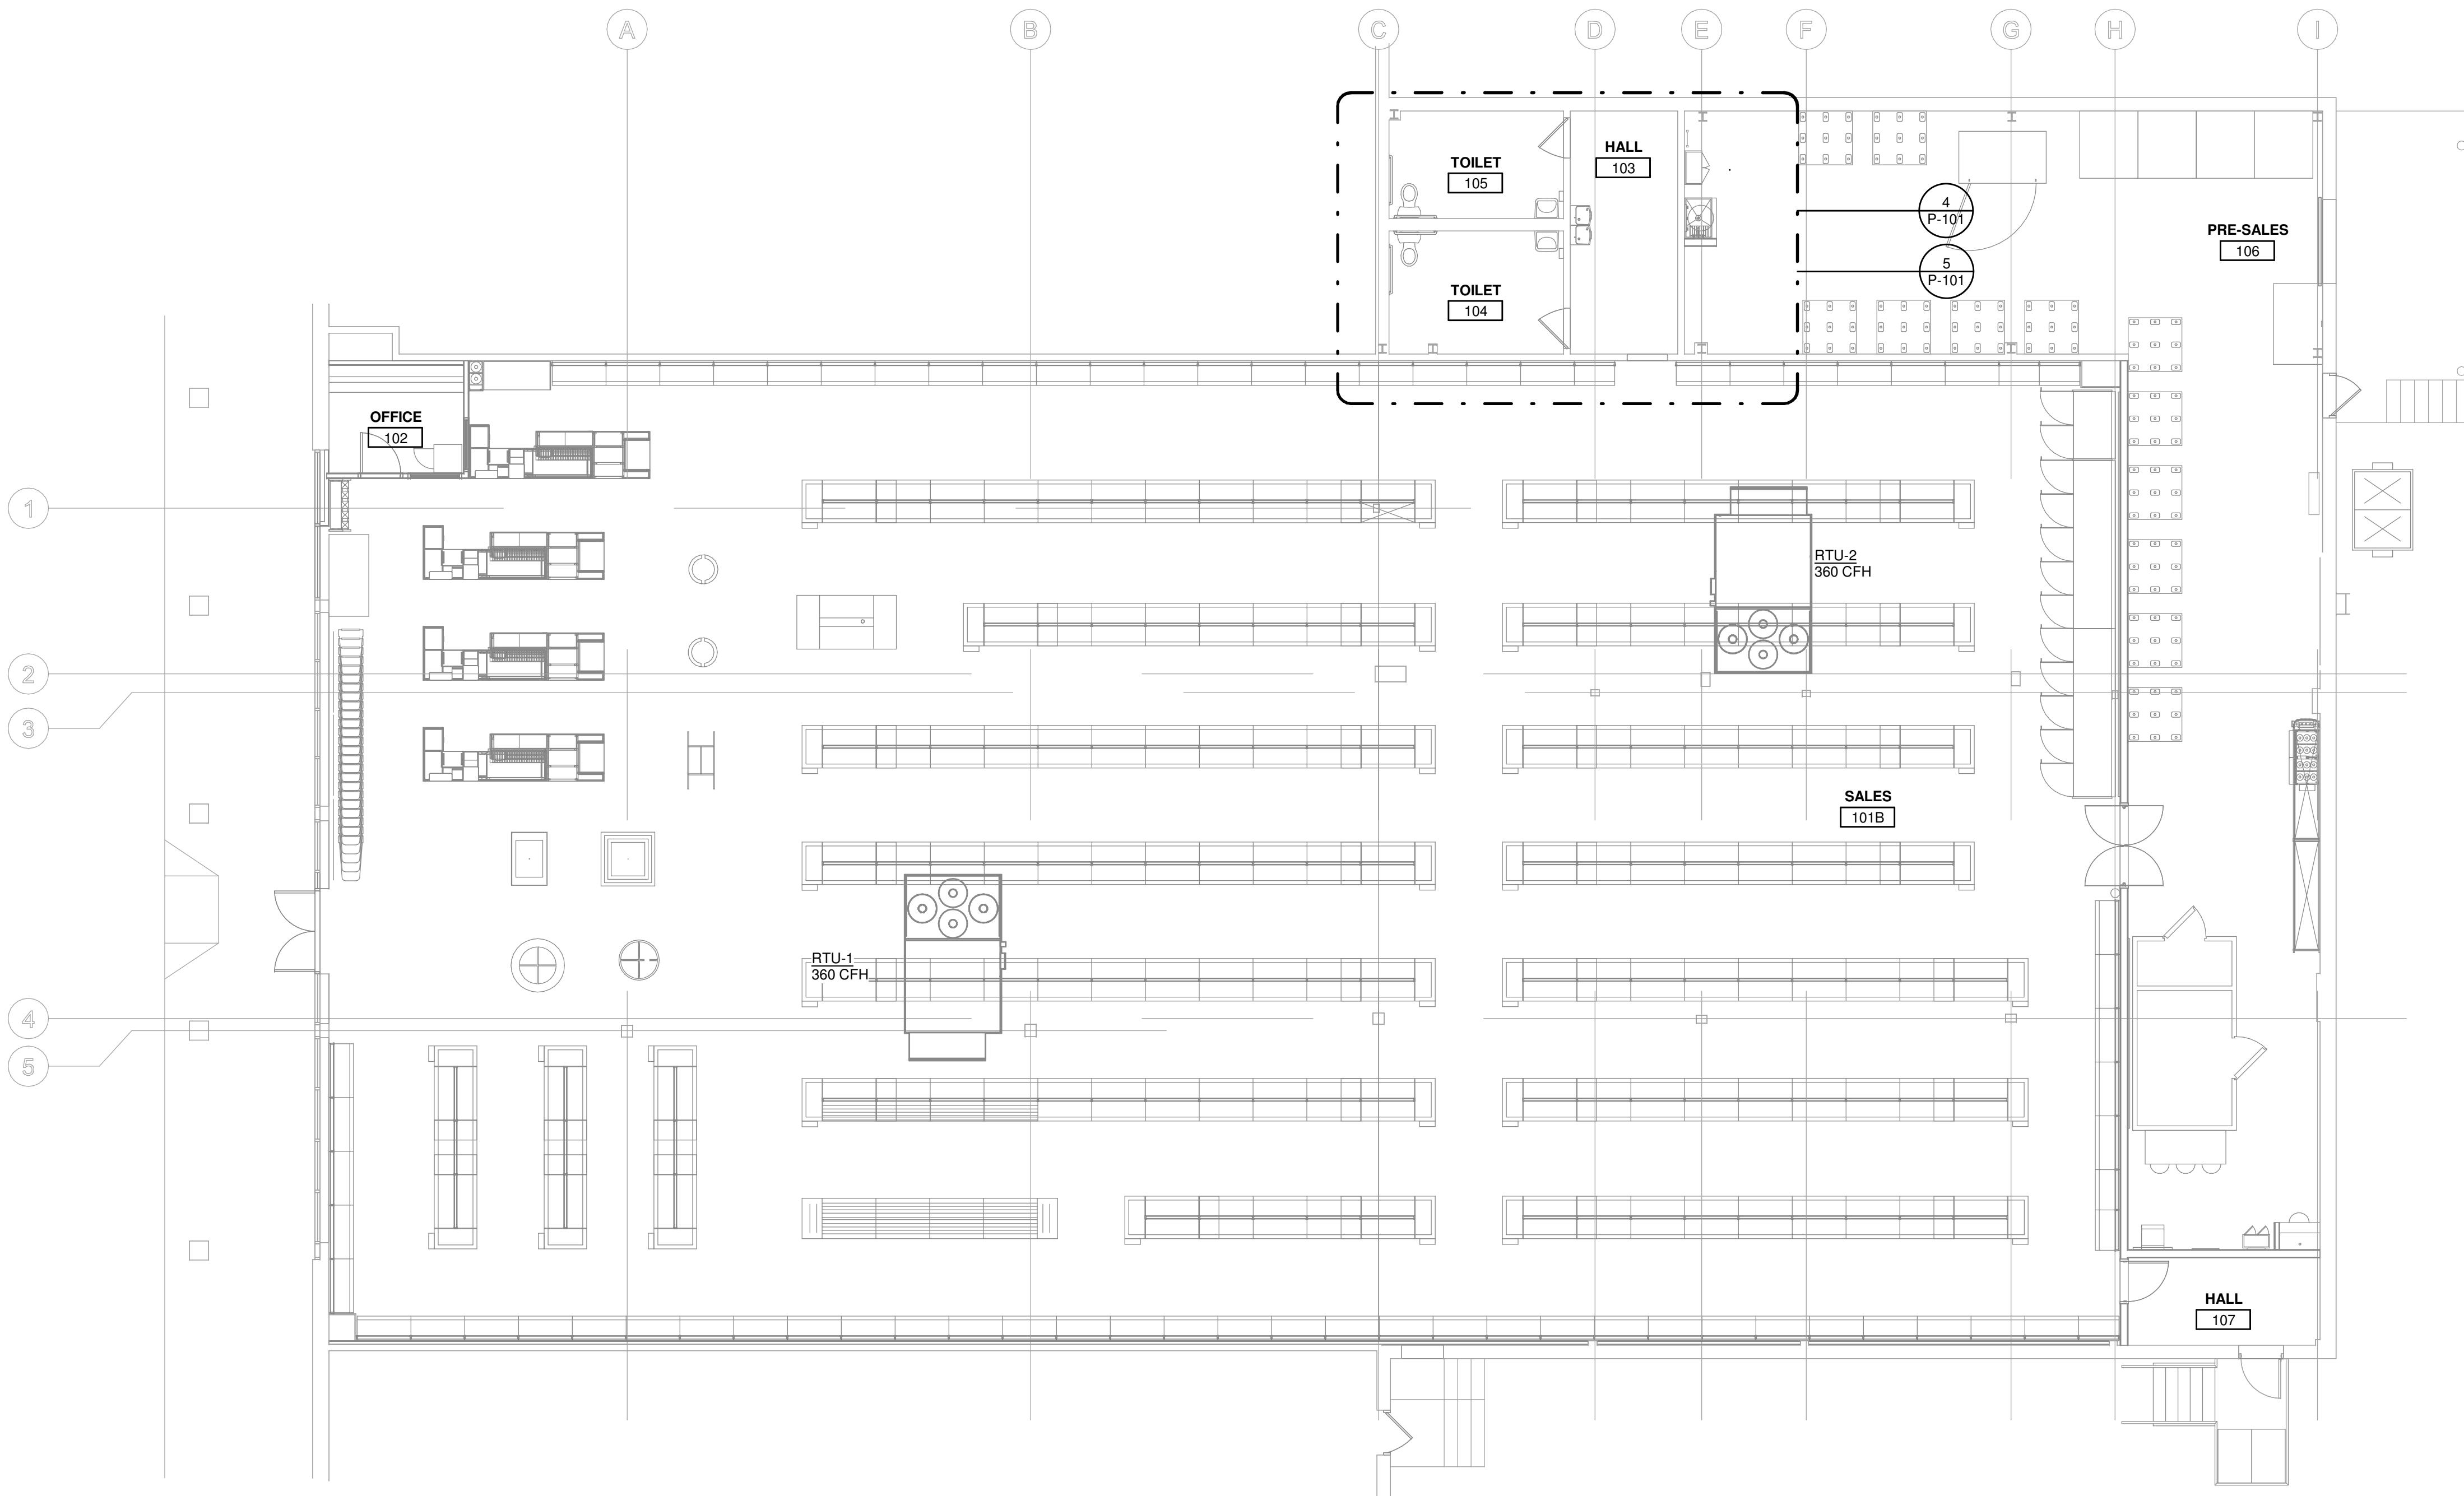 A
B
C
D
E
F
G
H
I
TOILET
105
HALL
103
4
P-101
5
P-101
PRE-SALES
106
TOILET
104
OFFICE
102
1
RTU-2
360 CFH
2
3
SALES
101B
RTU-1
360 CFH
4
5
HALL
107